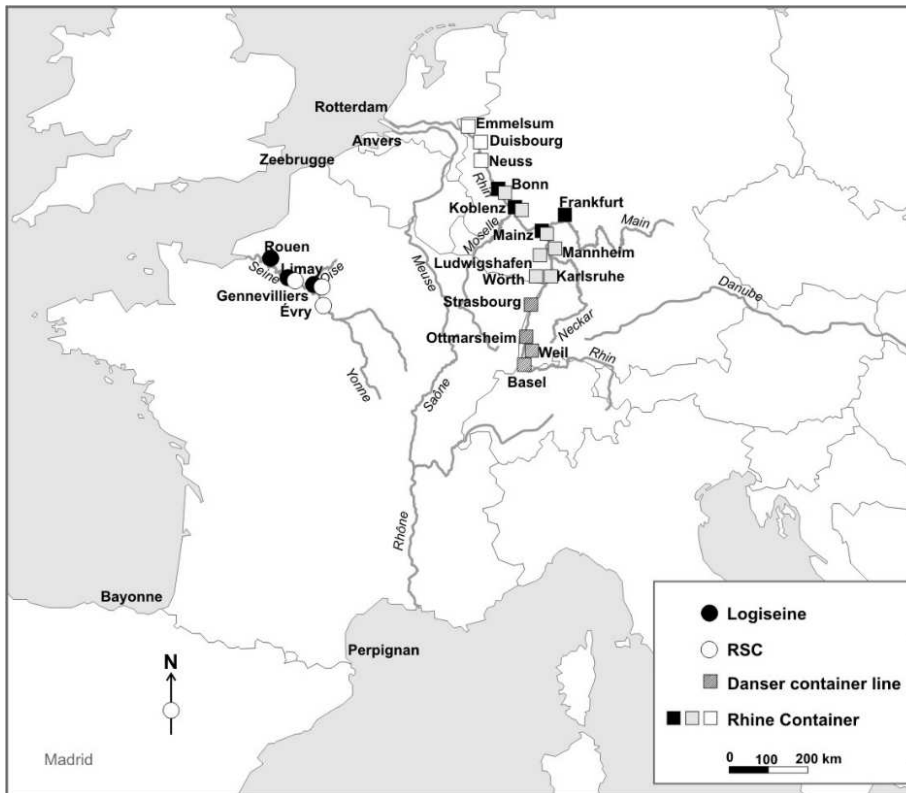 Rotterdam
Emmelsum
Anvers
Duisbourg
Zeebrugge
Neuss
Rhin
Bonn
Koblenz
Frankfurt
Main
Moselle
Mainz
Mannheim
Rouen
Ludwigshafen
Limay
Oise
Meuse
Seine
Wörth
Karlsruhe
Danube
Gennevilliers
Strasbourg
Évry
Neckar
Ottmarsheim
Weil
Rhin
Basel
Yonne
Saône
Rhône
Bayonne
Perpignan
N
Madrid
Logiseine
RSC
Danser container line
Rhine Container
0 100 200 km